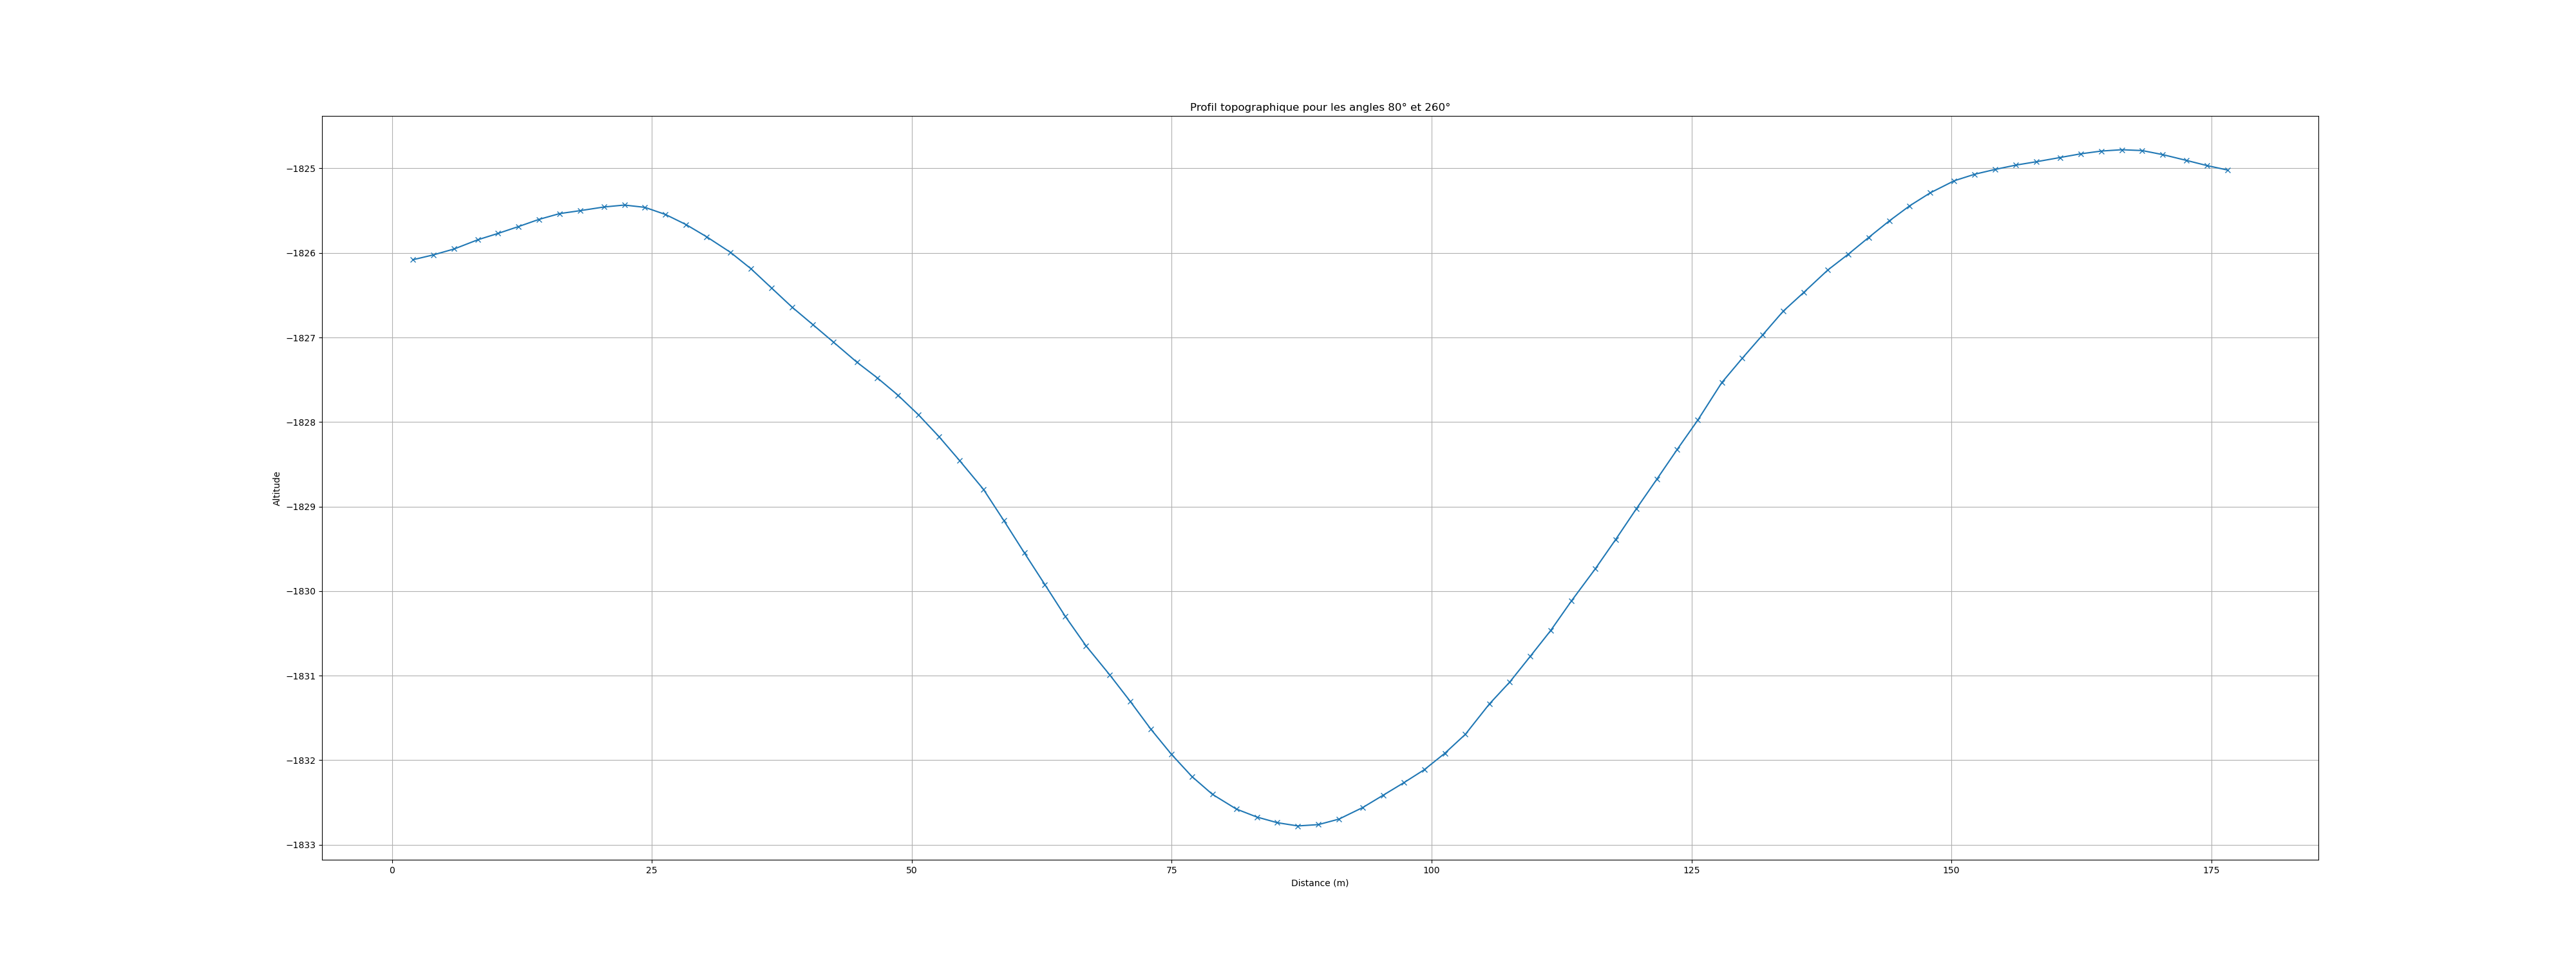 Profil topographique pour les angles 80° et 260°
−1825
−1826
−1827
−1828
Altitude
−1829
−1830
−1831
−1832
−1833
0 25 50 75 100 125 150 175
Distance (m)